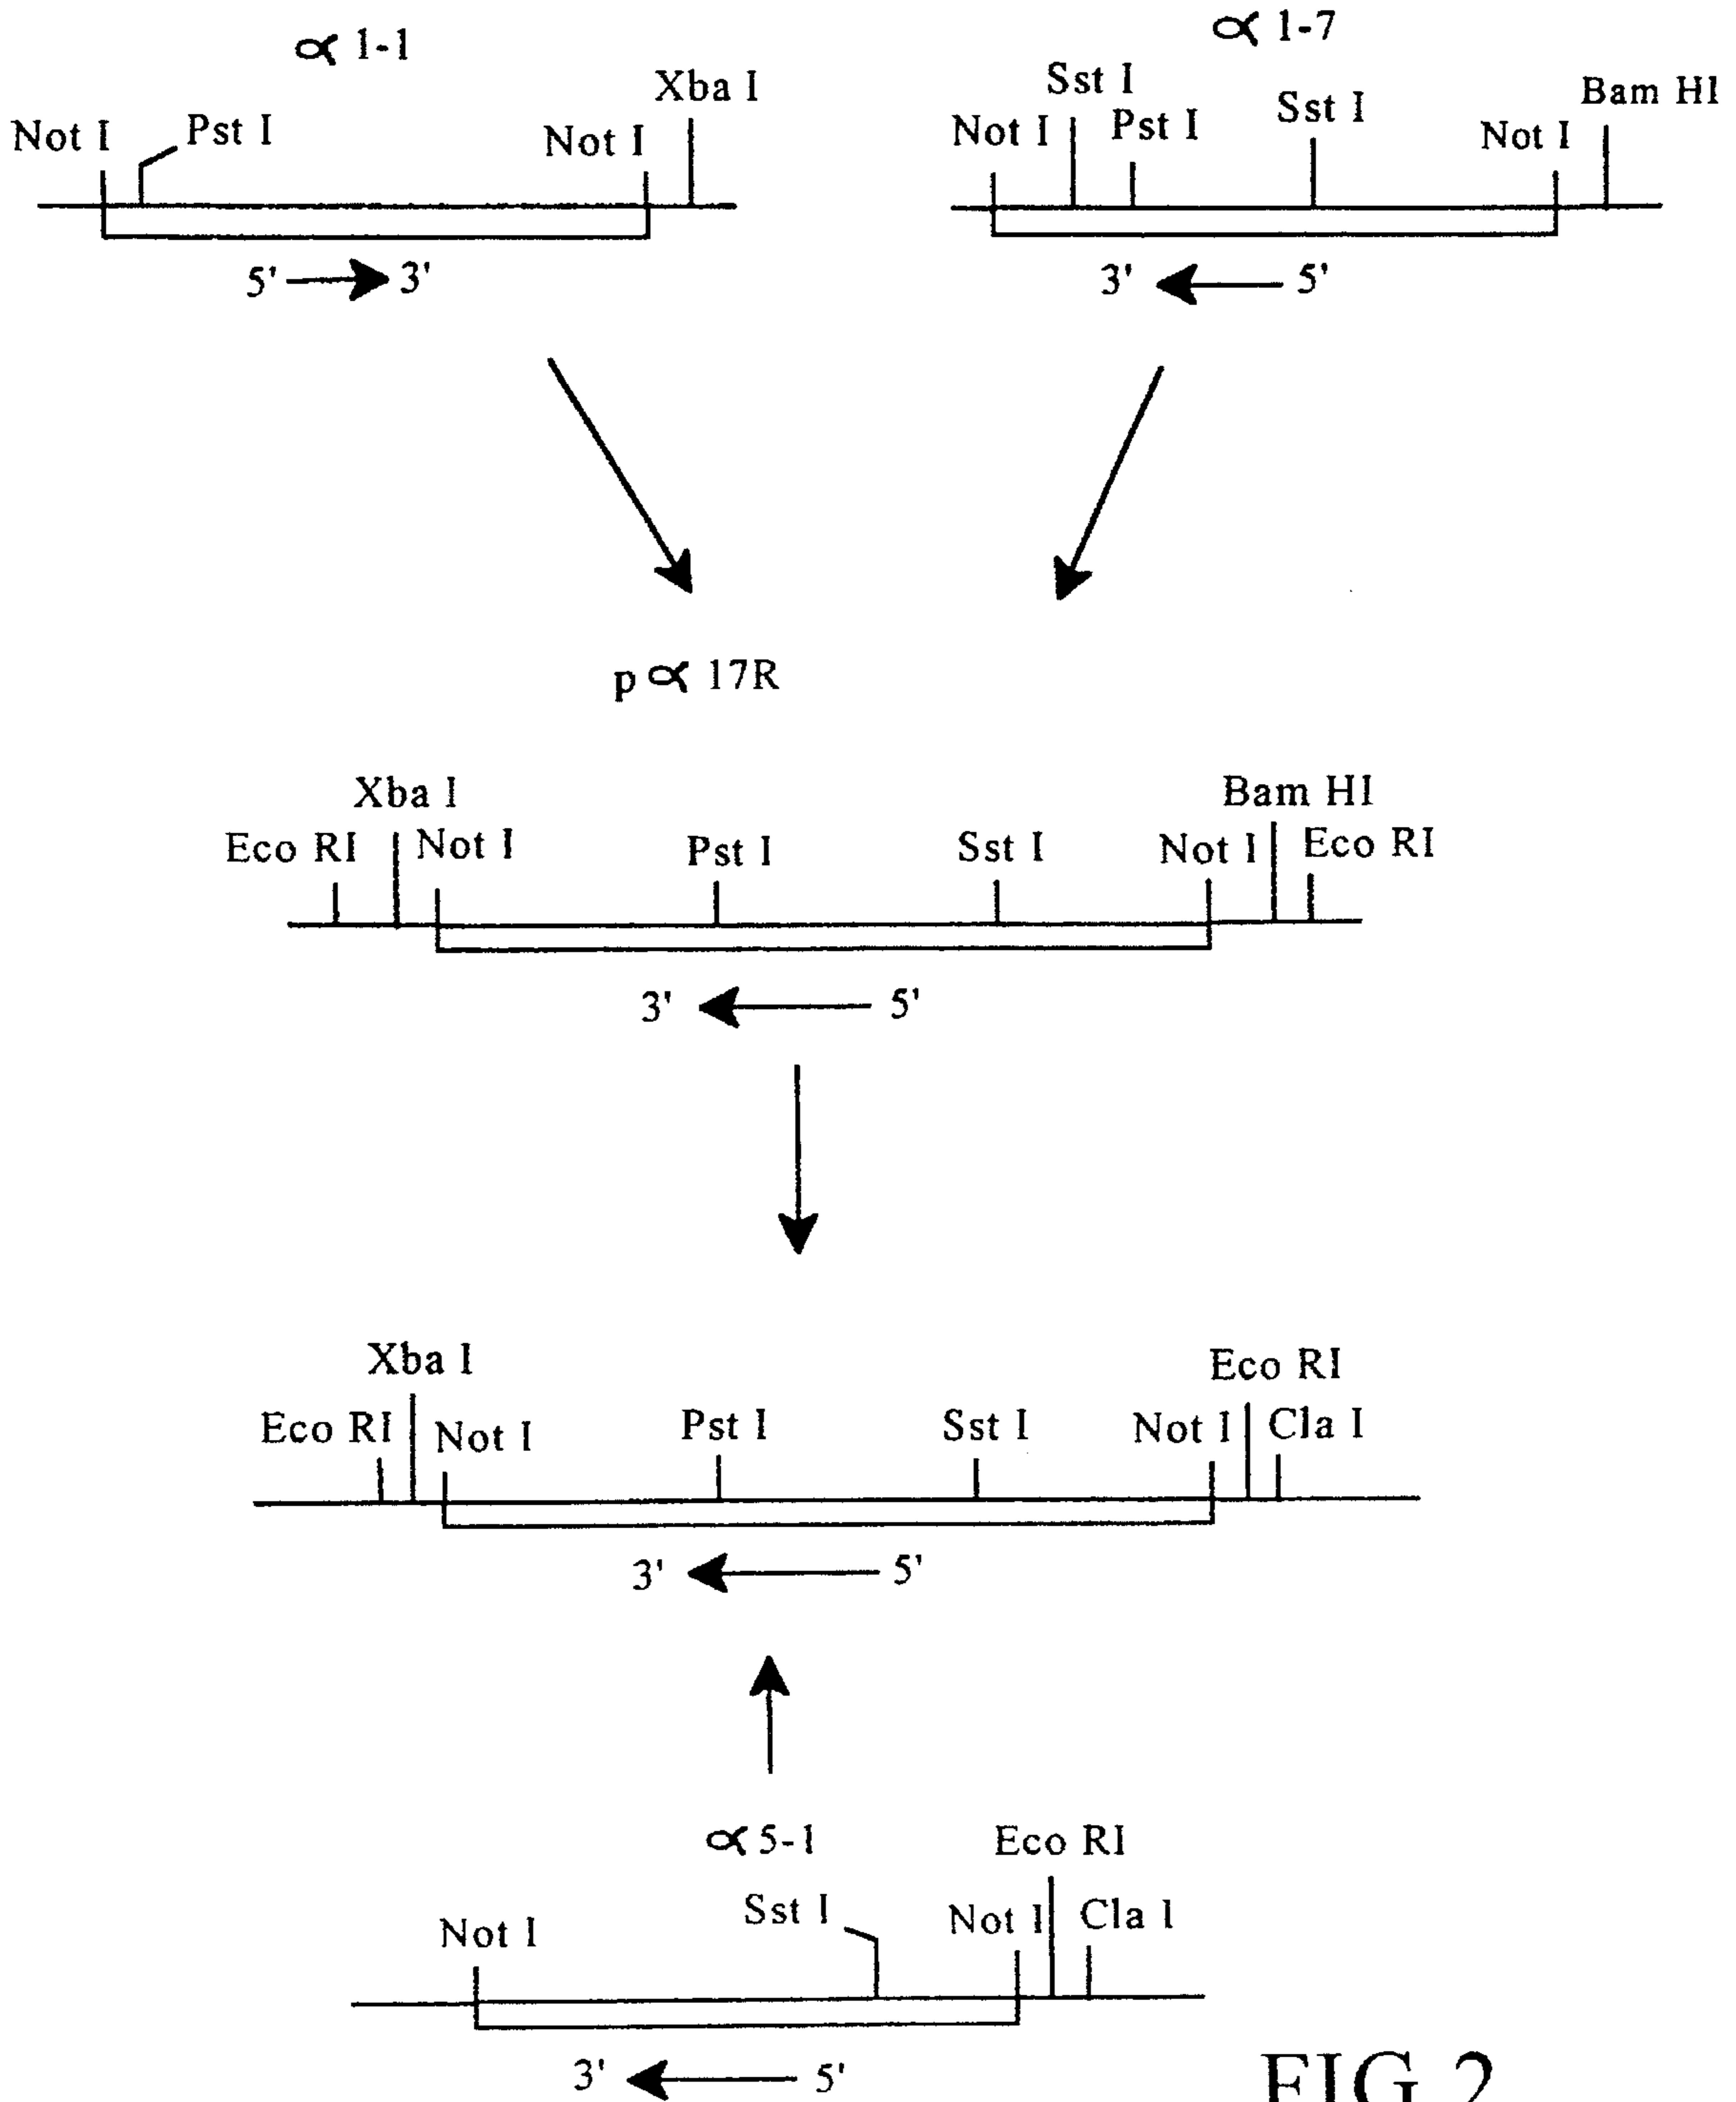 α 1-1
α 1-7
Xba I
Sst I
Bam HI
Not I
Pst I
Not I
Not I
Pst I
Sst I
Not I
5'
3'
3'
5'
p α 17R
Xba I
Bam HI
Eco RI
Not I
Pst I
Sst I
Not I
Eco RI
3'
5'
Xba I
Eco RI
Eco RI
Not I
Pst I
Sst I
Not I
Cla I
3'
5'
α 5-1
Eco RI
Not I
Sst I
Not I
Cla I
3'
5'
FIG 2